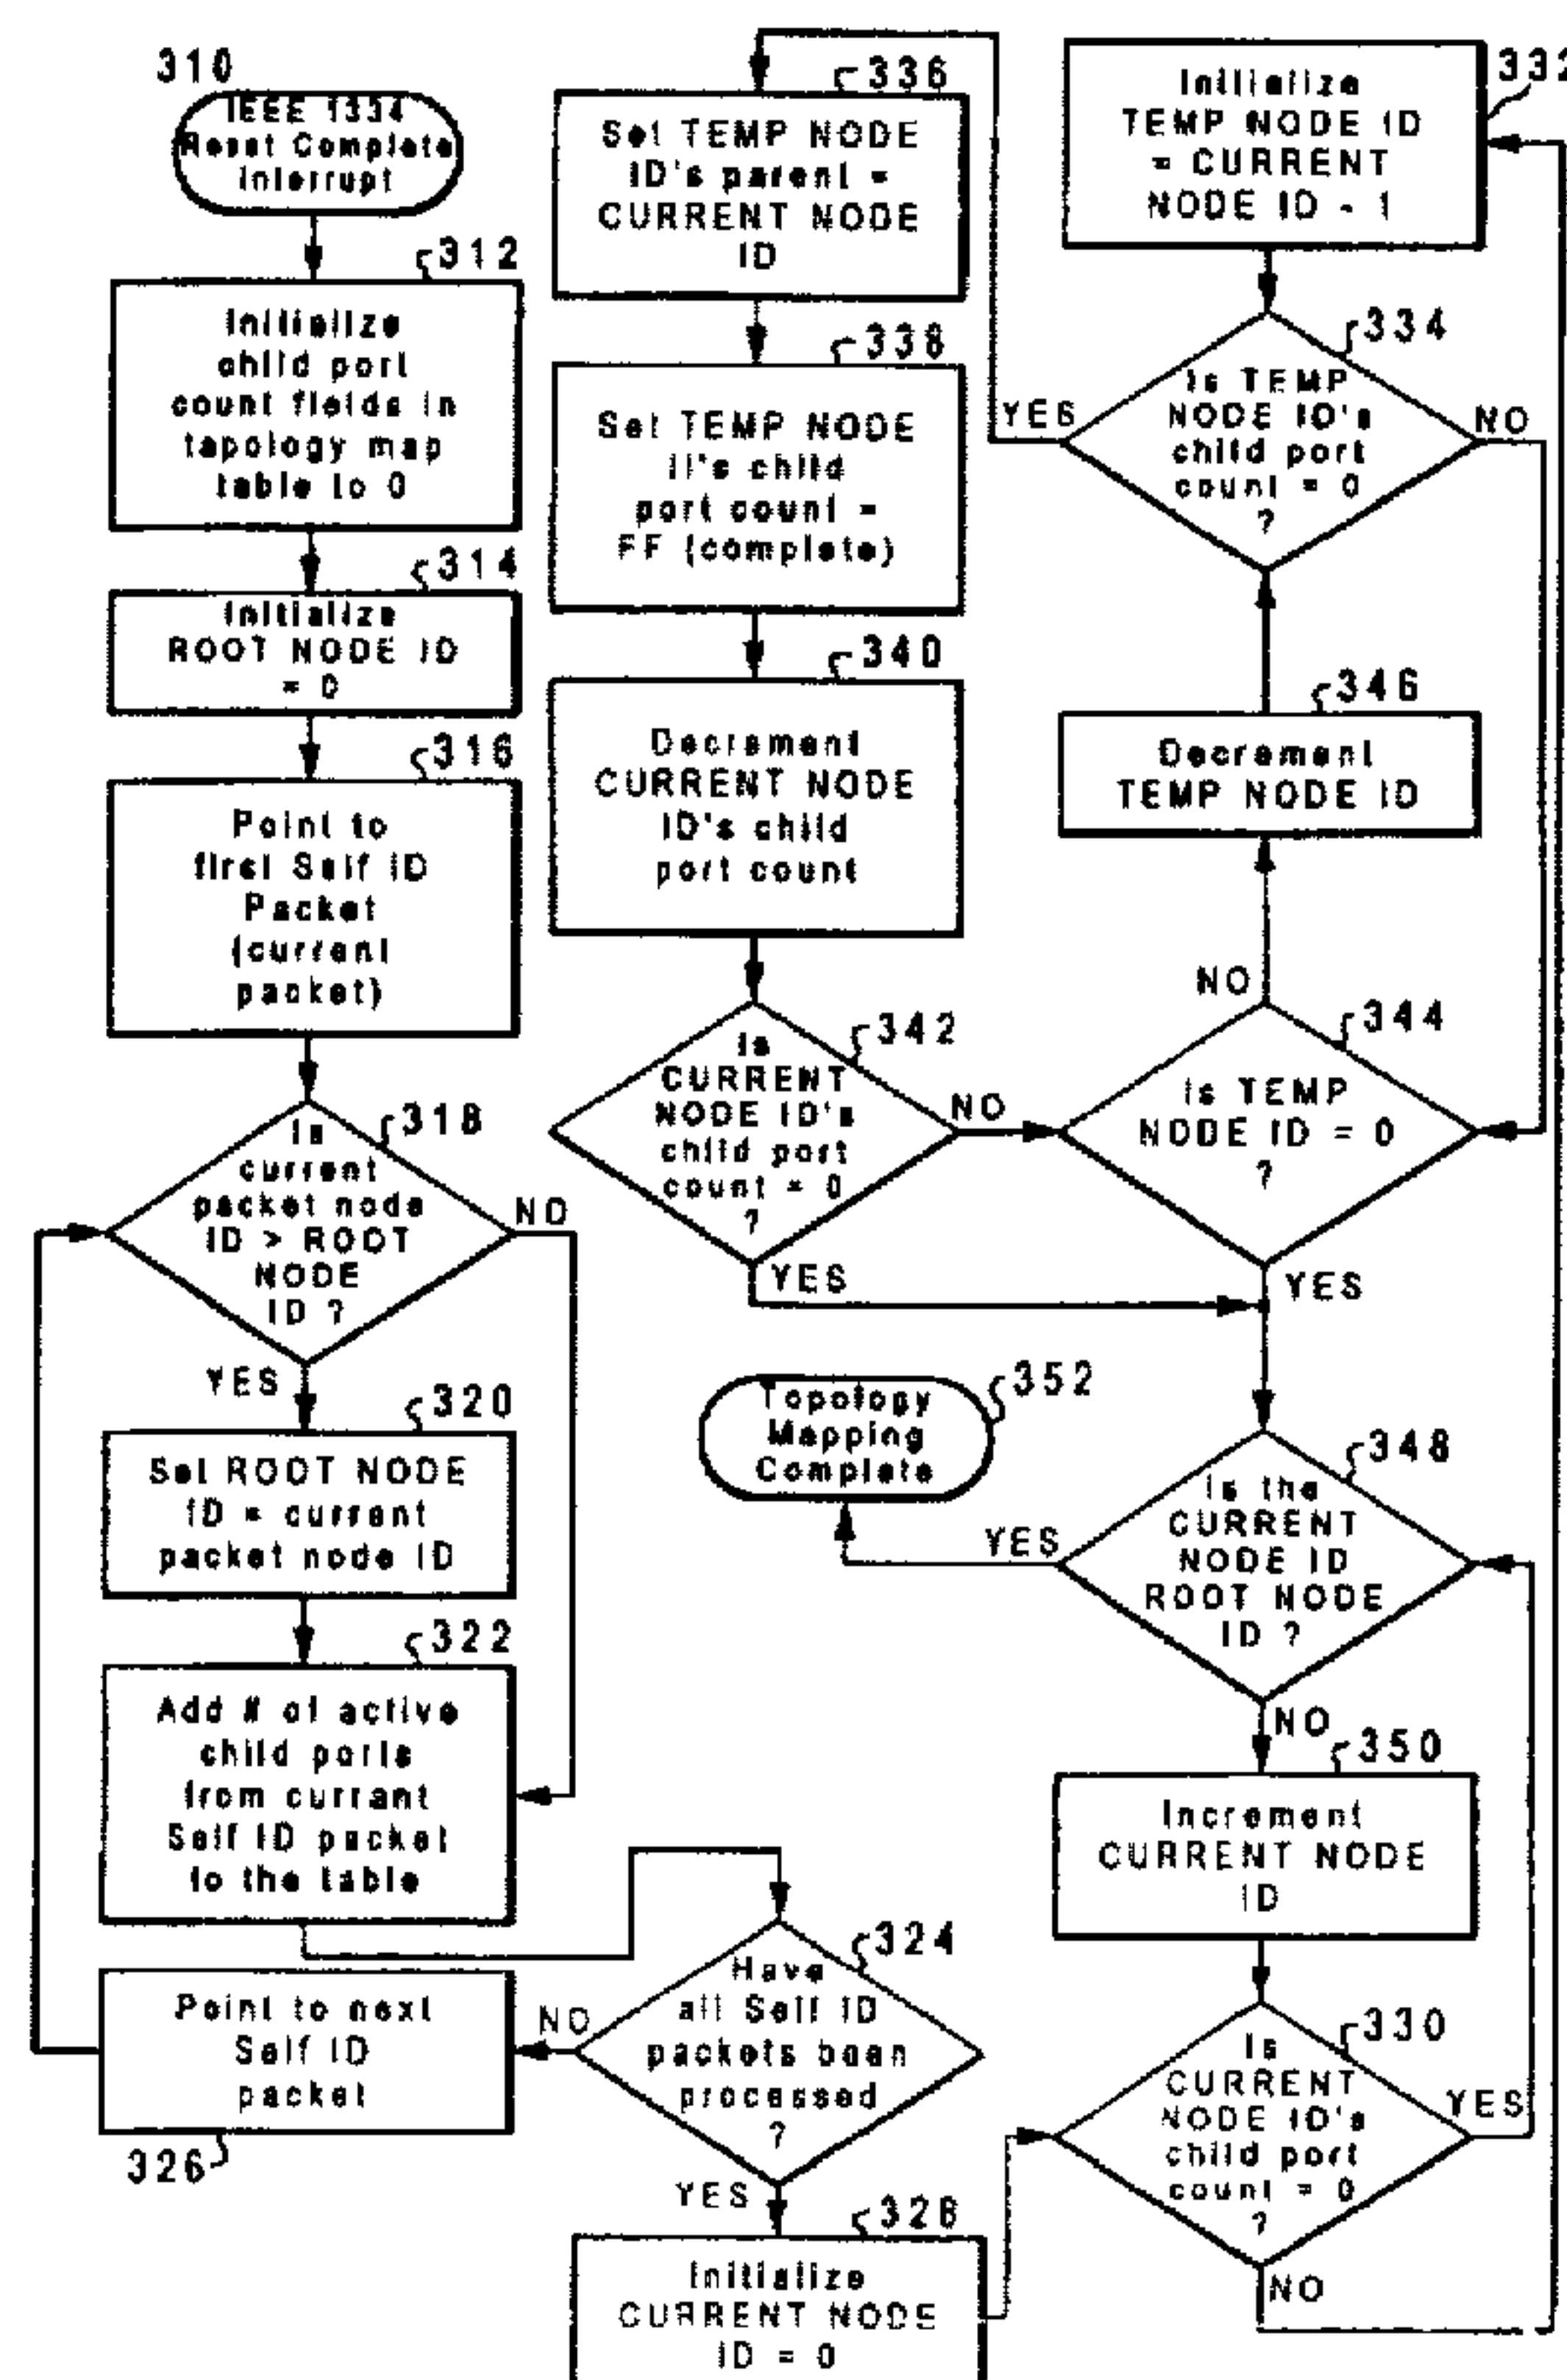 310
IEEE 1334
Reset Complete
Interrupt
312
Initialize
child port
count fields in
tapology map
table to 0
314
Initialize
ROOT NODE ID
= 0
316
Point to
first Self ID
Packet
(current
packet)
318
Is
current
packet node
ID > ROOT
NODE
ID ?
NO
YES
320
Set ROOT NODE
ID = current
packet node ID
322
Add # of active
child ports
from currant
Self ID packet
to the table
324
Have
all Self ID
packets been
processed
?
NO
YES
Point to next
Self ID
packet
326
328
Initialize
CURRENT NODE
ID = 0
336
Set TEMP NODE
ID's parent =
CURRENT NODE
ID
338
Set TEMP NODE
II's child
port count =
FF (complete)
340
Decrement
CURRENT NODE
ID's child
port count
342
Is
CURRENT
NODE ID's
child port
count = 0
?
NO
YES
352
Topology
Mapping
Complete
332
Initialize
TEMP NODE ID
= CURRENT
NODE ID - 1
334
Is TEMP
NODE ID's
child port
count = 0
?
YES
NO
346
Decrement
TEMP NODE ID
NO
344
Is TEMP
NODE ID = 0
?
YES
348
Is the
CURRENT
NODE ID
ROOT NODE
ID ?
YES
NO
350
Increment
CURRENT NODE
ID
330
Is
CURRENT
NODE ID's
child port
count = 0
?
YES
NO